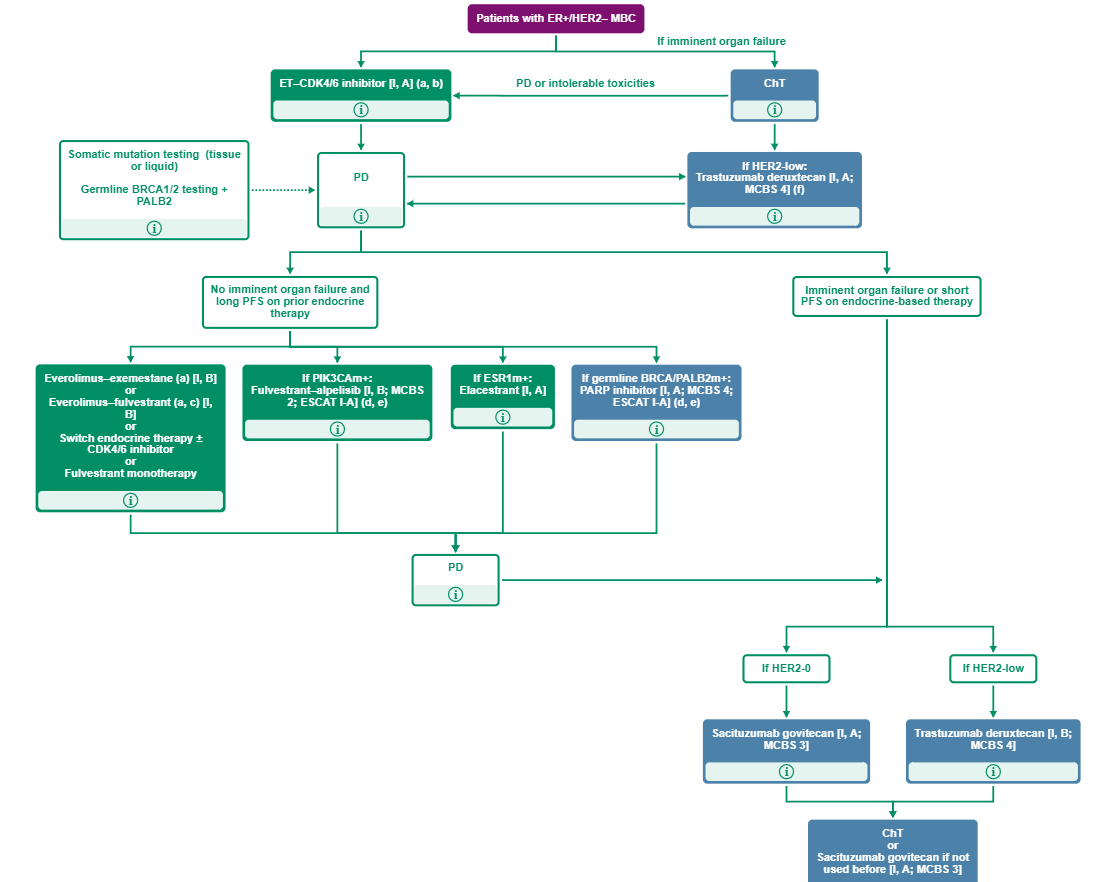 Patients with ER+/HER2– MBC
If imminent organ failure
ET–CDK4/6 inhibitor [I, A] (a, b)
PD or intolerable toxicities
ChT
Somatic mutation testing (tissue
or liquid)
Germline BRCA1/2 testing +
PALB2
PD
If HER2-low:
Trastuzumab deruxtecan [I, A;
MCBS 4] (f)
No imminent organ failure and
long PFS on prior endocrine
therapy
Imminent organ failure or short
PFS on endocrine-based therapy
Everolimus–exemestane (a) [I, B]
or
Everolimus–fulvestrant (a, c) [I,
B]
or
Switch endocrine therapy ±
CDK4/6 inhibitor
or
Fulvestrant monotherapy
If PIK3CAm+:
Fulvestrant–alpelisib [I, B; MCBS
2; ESCAT I-A] (d, e)
If ESR1m+:
Elacestrant [I, A]
If germline BRCA/PALB2m+:
PARP inhibitor [I, A; MCBS 4;
ESCAT I-A] (d, e)
PD
If HER2-0
If HER2-low
Sacituzumab govitecan [I, A;
MCBS 3]
Trastuzumab deruxtecan [I, B;
MCBS 4]
ChT
or
Sacituzumab govitecan if not
used before [I, A; MCBS 3]